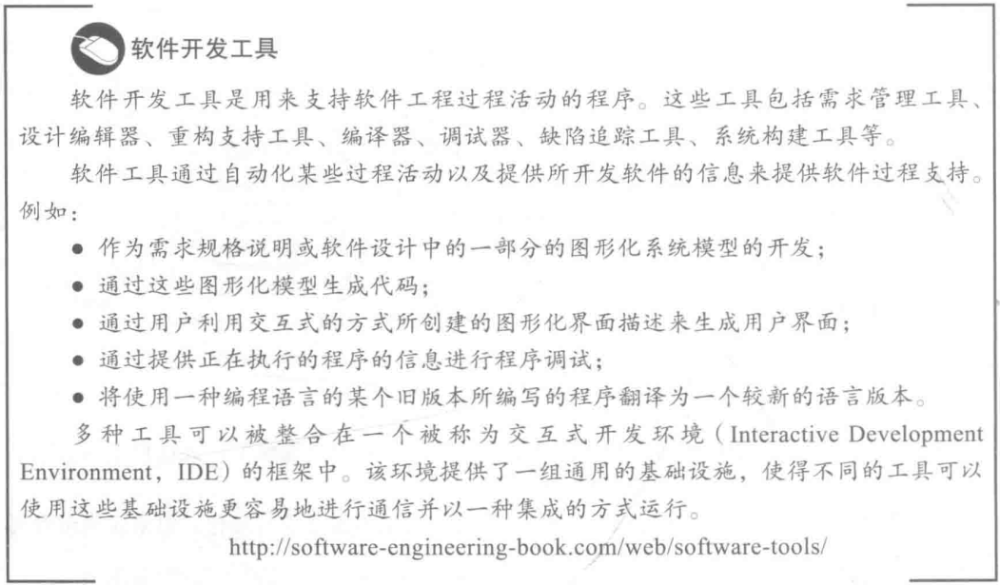 软件开发工具
软件开发工具是用来支持软件工程过程活动的程序。这些工具包括需求管理工具、
设计编辑器、重构支持工具、编译器、调试器、缺陷追踪工具、系统构建工具等。
软件工具通过自动化某些过程活动以及提供所开发软件的信息来提供软件过程支持。
例如：
● 作为需求规格说明或软件设计中的一部分的图形化系统模型的开发；
● 通过这些图形化模型生成代码；
● 通过用户利用交互式的方式所创建的图形化界面描述来生成用户界面；
● 通过提供正在执行的程序的信息进行程序调试；
● 将使用一种编程语言的某个旧版本所编写的程序翻译为一个较新的语言版本。
多种工具可以被整合在一个被称为交互式开发环境（Interactive Development
Environment，IDE）的框架中。该环境提供了一组通用的基础设施，使得不同的工具可以
使用这些基础设施更容易地进行通信并以一种集成的方式运行。
http://software-engineering-book.com/web/software-tools/